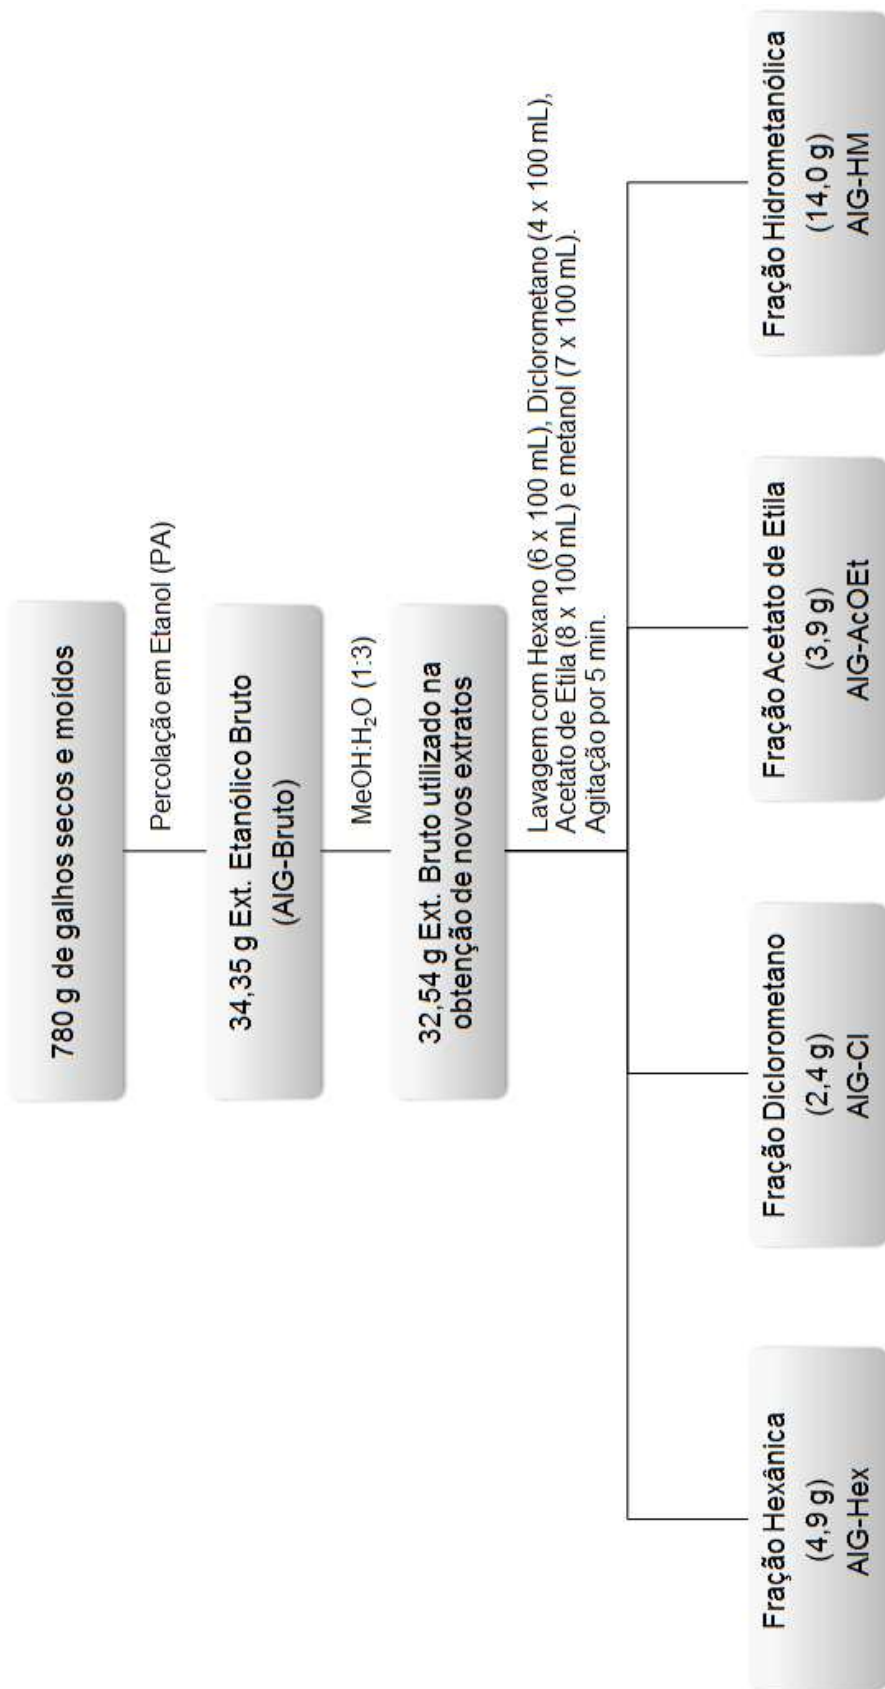 780 g de galhos secos e moídos
Percolação em Etanol (PA)
34,35 g Ext. Etanólico Bruto
(AIG-Bruto)
MeOH:H₂O (1:3)
32,54 g Ext. Bruto utilizado na
obtenção de novos extratos
Lavagem com Hexano (6 x 100 mL), Diclorometano (4 x 100 mL),
Acetato de Etila (8 x 100 mL) e metanol (7 x 100 mL).
Agitação por 5 min.
Fração Hexânica
(4,9 g)
AIG-Hex
Fração Diclorometano
(2,4 g)
AIG-Cl
Fração Acetato de Etila
(3,9 g)
AIG-AcOEt
Fração Hidrometanólica
(14,0 g)
AIG-HM